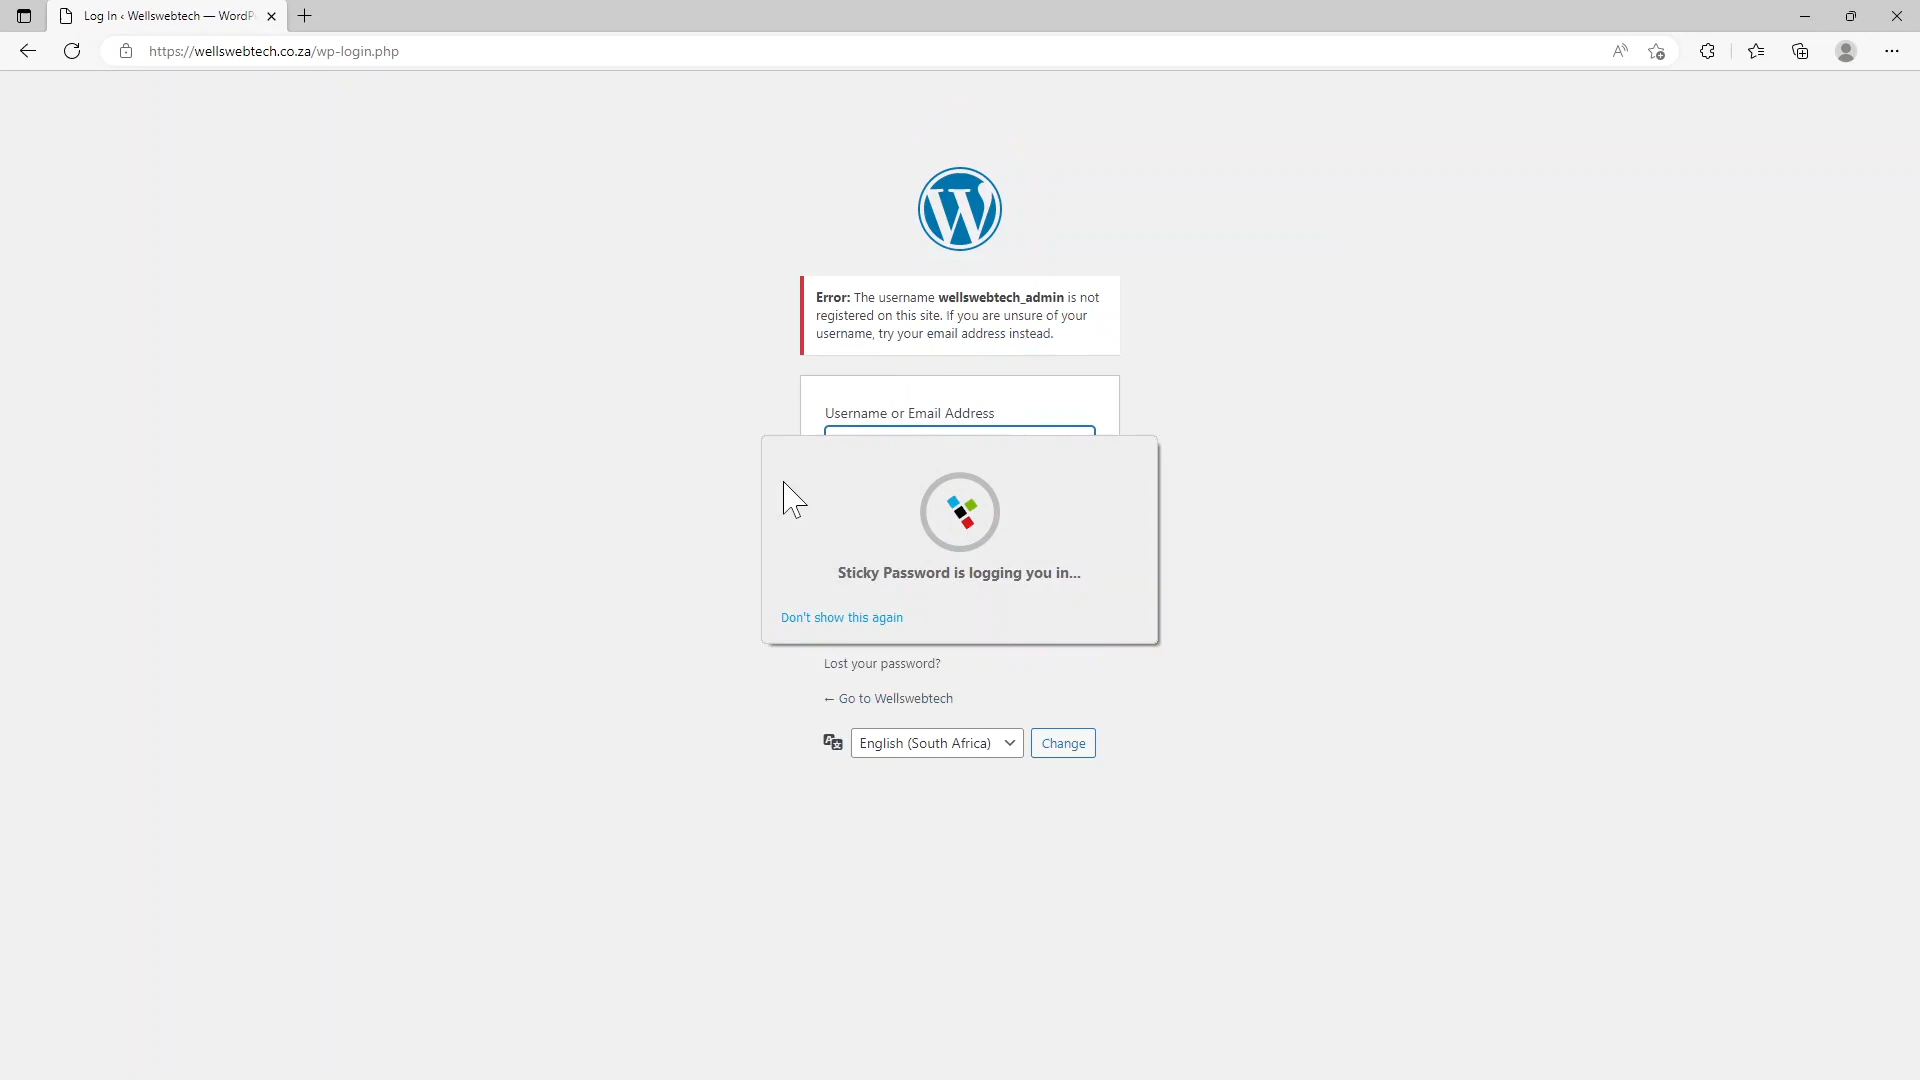 Log In ‹ Wellswebtech — WordP
https://wellswebtech.co.za/wp-login.php
Error: The username wellswebtech_admin is not
registered on this site. If you are unsure of your
username, try your email address instead.
Username or Email Address
Sticky Password is logging you in...
Don't show this again
Lost your password?
← Go to Wellswebtech
English (South Africa)
Change